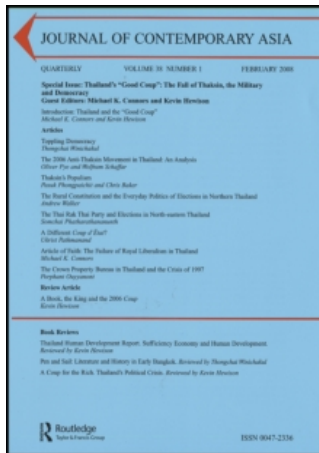 JOURNAL OF CONTEMPORARY ASIA
QUARTERLY VOLUME 38 NUMBER 1 FEBRUARY 2008
Special Issue: Thailand's "Good Coup": The Fall of Thaksin, the Military
and Democracy
Guest Editors: Michael K. Connors and Kevin Hewison
Introduction: Thailand and the "Good Coup"
Michael K. Connors and Kevin Hewison
Articles
Toppling Democracy
Thongchai Winichakul
The 2006 Anti-Thaksin Movement in Thailand: An Analysis
Oliver Pye and Wolfram Schaffar
Thaksin's Populism
Pasuk Phongpaichit and Chris Baker
The Rural Constitution and the Everyday Politics of Elections in Northern Thailand
Andrew Walker
The Thai Rak Thai Party and Elections in North-eastern Thailand
Somchai Phatharathananunth
A Different Coup d'État?
Ukrist Pathmanand
Article of Faith: The Failure of Royal Liberalism in Thailand
Michael K. Connors
The Crown Property Bureau in Thailand and the Crisis of 1997
Porphant Ouyyanont
Review Article
A Book, the King and the 2006 Coup
Kevin Hewison
Book Reviews
Thailand Human Development Report: Sufficiency Economy and Human Development.
Reviewed by Kevin Hewison
Pen and Sail: Literature and History in Early Bangkok. Reviewed by Thongchai Winichakul
A Coup for the Rich: Thailand's Political Crisis. Reviewed by Kevin Hewison
Routledge
Taylor & Francis Group
ISSN 0047-2336